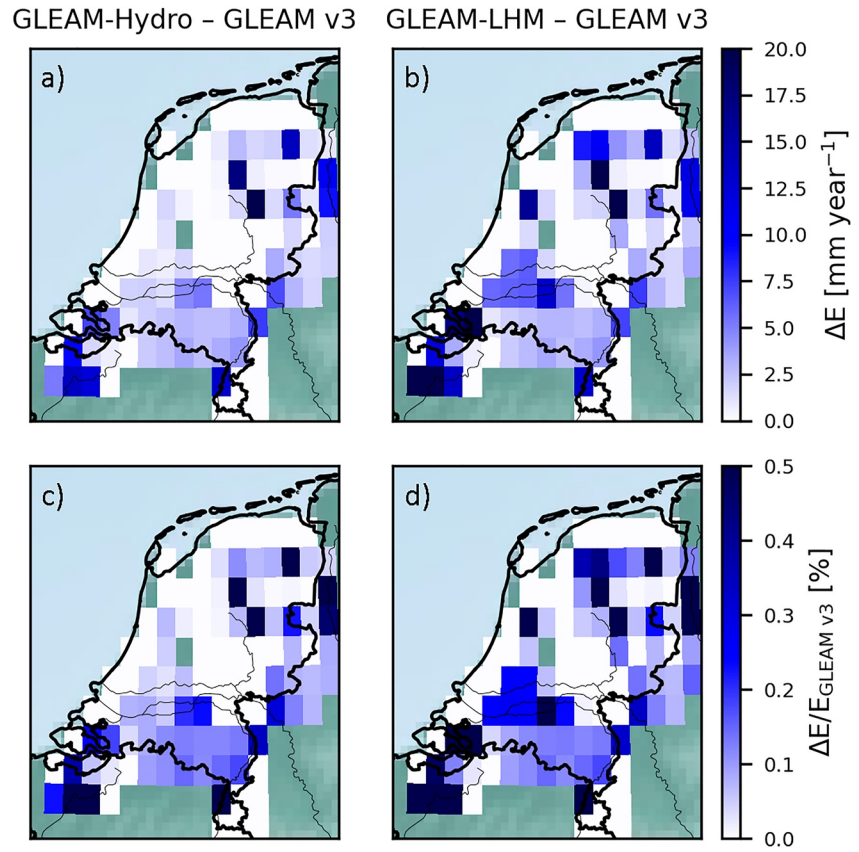 GLEAM-Hydro – GLEAM v3
GLEAM-LHM – GLEAM v3
a)
b)
20.0
17.5
15.0
12.5
10.0
7.5
5.0
2.5
0.0
ΔE [mm year⁻¹]
c)
d)
0.5
0.4
0.3
0.2
0.1
0.0
ΔE/E_GLEAM v3 [%]